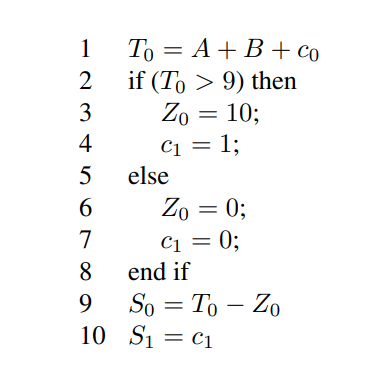 1 T₀ = A + B + c₀
2 if (T₀ > 9) then
3 Z₀ = 10;
4 c₁ = 1;
5 else
6 Z₀ = 0;
7 c₁ = 0;
8 end if
9 S₀ = T₀ − Z₀
10 S₁ = c₁